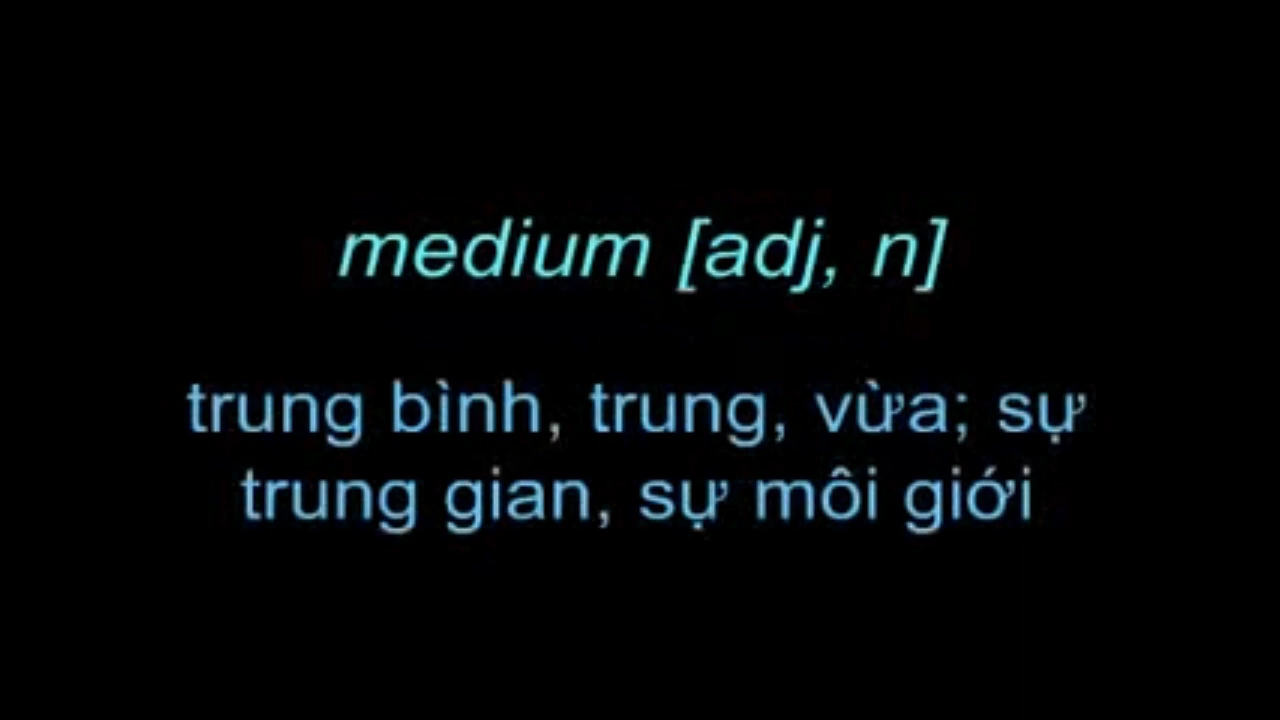 medium [adj, n]
trung bình, trung, vừa; sự
trung gian, sự môi giới